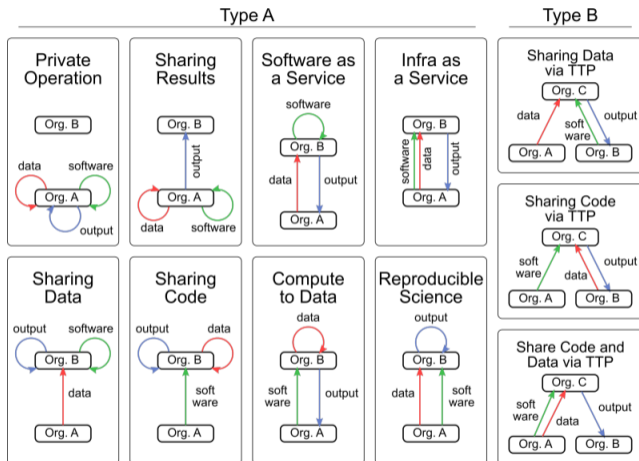 Type A
Type B
Private
Operation
Org. B
data
software
Org. A
output
Sharing
Results
Org. B
output
Org. A
data
software
Software as
a Service
software
Org. B
data
output
Org. A
Infra as
a Service
Org. B
software
data
output
Org. A
Sharing
Data
output
software
Org. B
data
Org. A
Sharing
Code
output
data
Org. B
soft
ware
Org. A
Compute
to Data
data
Org. B
soft
ware
output
Org. A
Reproducible
Science
output
Org. B
data
soft
ware
Org. A
Sharing Data
via TTP
Org. C
data
soft
ware
output
Org. A
Org. B
Sharing Code
via TTP
Org. C
soft
ware
data
output
Org. A
Org. B
Share Code and
Data via TTP
Org. C
soft
ware
data
output
Org. A
Org. B